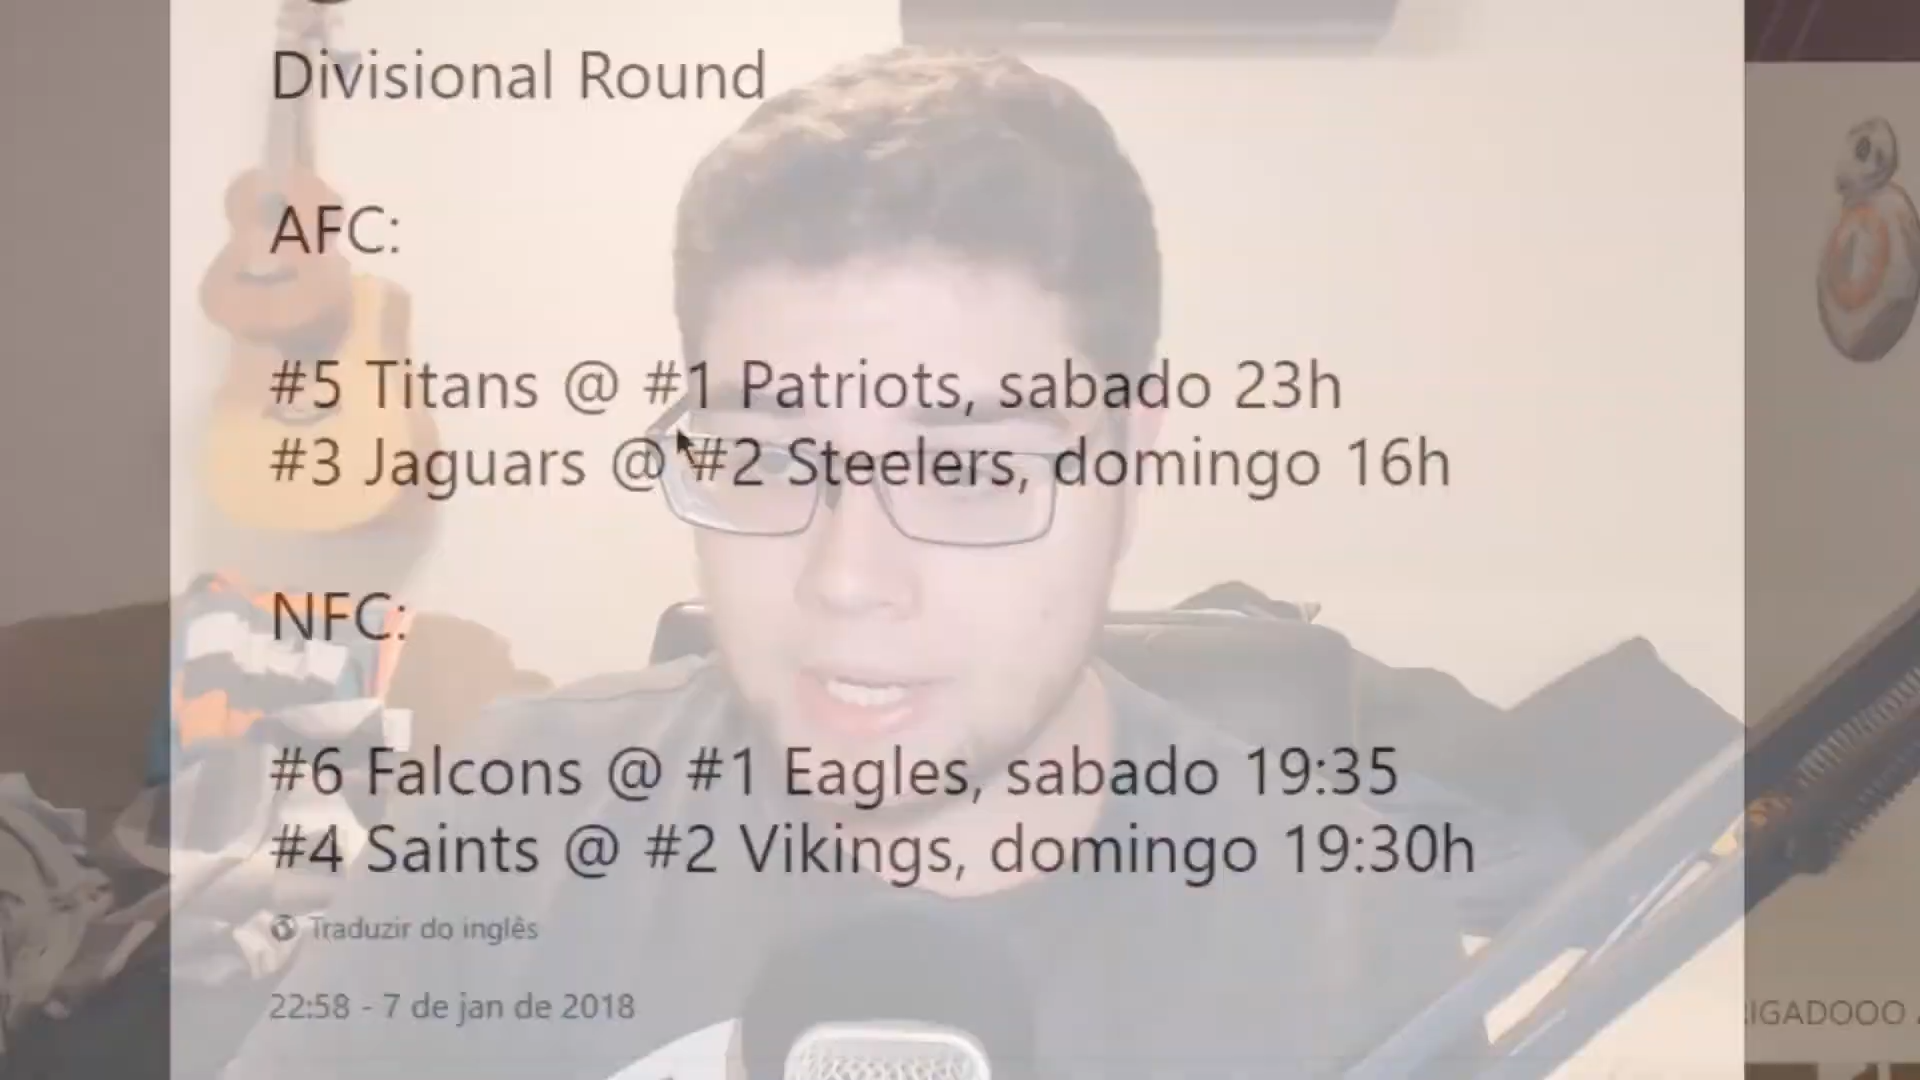 Divisional Round
AFC:
#5 Titans @ #1 Patriots, sabado 23h
#3 Jaguars @ #2 Steelers, domingo 16h
NFC:
#6 Falcons @ #1 Eagles, sabado 19:35
#4 Saints @ #2 Vikings, domingo 19:30h
Traduzir do inglês
22:58 - 7 de jan de 2018
RIGADOOO